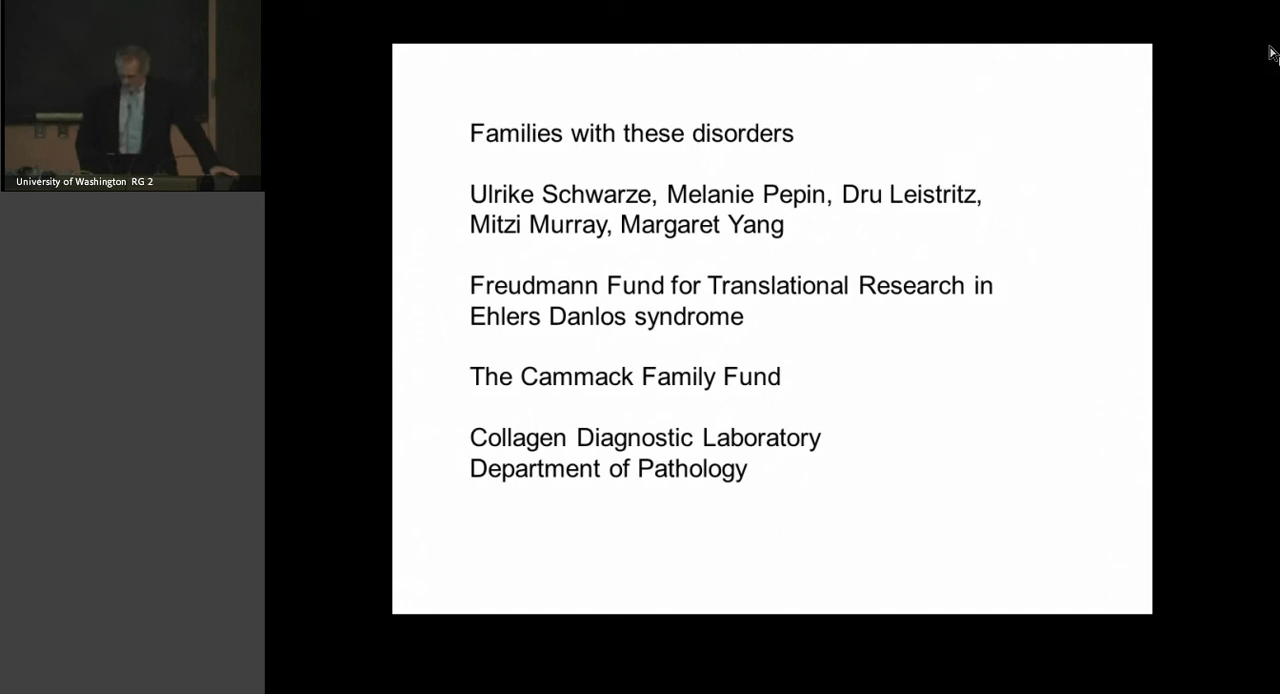 University of Washington RG 2
Families with these disorders
Ulrike Schwarze, Melanie Pepin, Dru Leistritz,
Mitzi Murray, Margaret Yang
Freudmann Fund for Translational Research in
Ehlers Danlos syndrome
The Cammack Family Fund
Collagen Diagnostic Laboratory
Department of Pathology